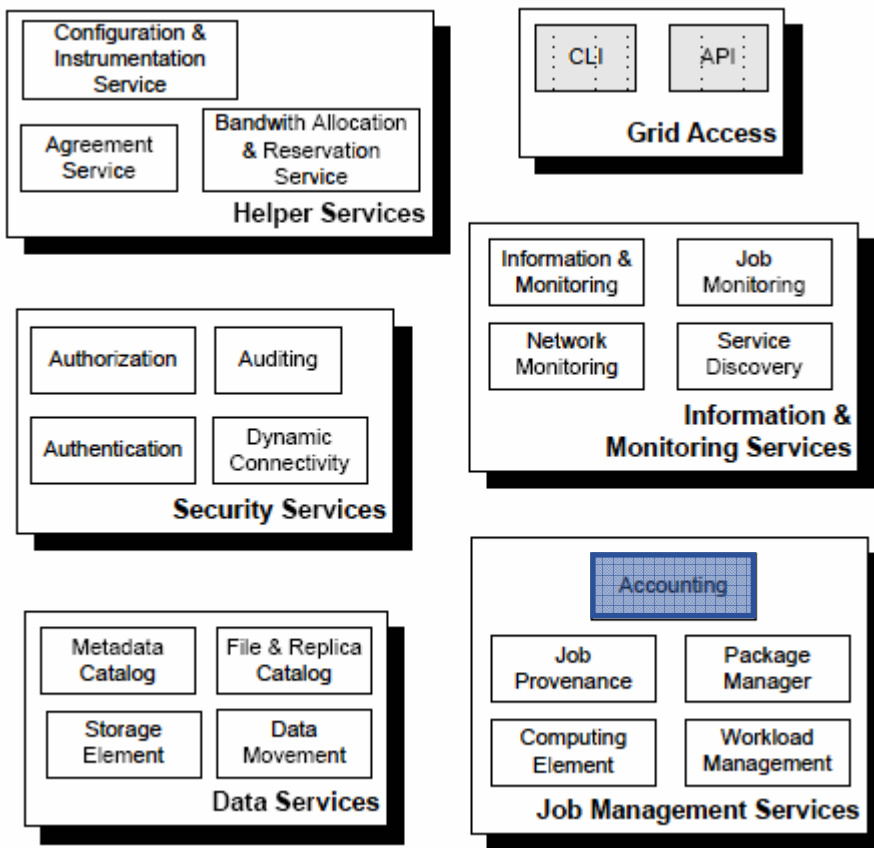 Configuration &
Instrumentation
Service
Agreement
Service
Bandwith Allocation
& Reservation
Service
Helper Services
CLI
API
Grid Access
Information &
Monitoring
Job
Monitoring
Network
Monitoring
Service
Discovery
Information &
Monitoring Services
Authorization
Auditing
Authentication
Dynamic
Connectivity
Security Services
Accounting
Job
Provenance
Package
Manager
Computing
Element
Workload
Management
Job Management Services
Metadata
Catalog
File & Replica
Catalog
Storage
Element
Data
Movement
Data Services